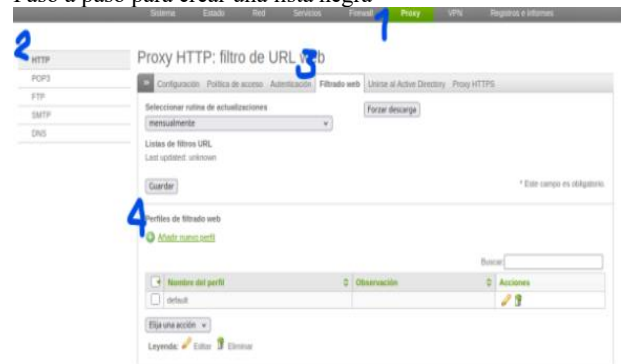 Paso a paso para crear una lista negra
Sistema Estado Red Servicios Firewall Proxy VPN Registros e Informes
1
2
HTTP
POP3
FTP
SMTP
DNS
Proxy HTTP: filtro de URL web
3
Configuración Política de acceso Autenticación Filtrado web Unirse al Active Directory Proxy HTTPS
Seleccionar rutina de actualizaciones
mensualmente
Forzar descarga
Listas de filtros URL
Last updated: unknown
Guardar
* Este campo es obligatorio.
4
Perfiles de filtrado web
Añadir nuevo perfil
Buscar:
Nombre del perfil Observación Acciones
default
Elija una acción
Leyenda: Editar Eliminar